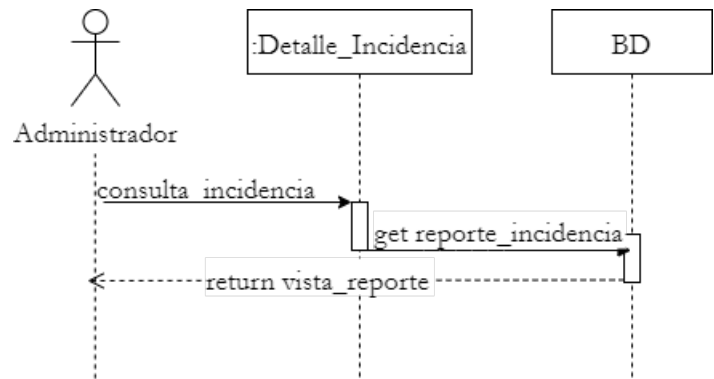 :Detalle_Incidencia
BD
Administrador
consulta_incidencia
get reporte_incidencia
return vista_reporte